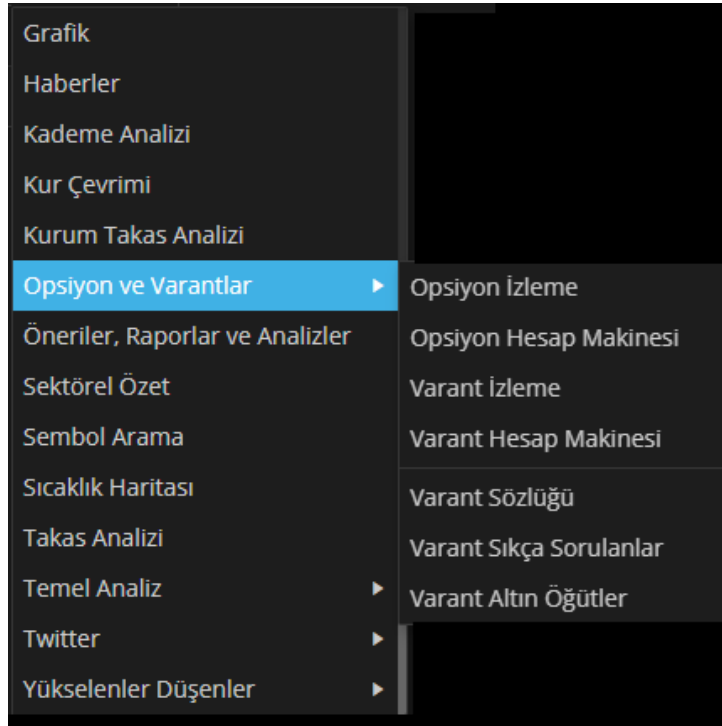 Grafik
Haberler
Kademe Analizi
Kur Çevrimi
Kurum Takas Analizi
Opsiyon ve Varantlar
Öneriler, Raporlar ve Analizler
Sektörel Özet
Sembol Arama
Sıcaklık Haritası
Takas Analizi
Temel Analiz
Twitter
Yükselenler Düşenler
Opsiyon İzleme
Opsiyon Hesap Makinesi
Varant İzleme
Varant Hesap Makinesi
Varant Sözlüğü
Varant Sıkça Sorulanlar
Varant Altın Öğütler